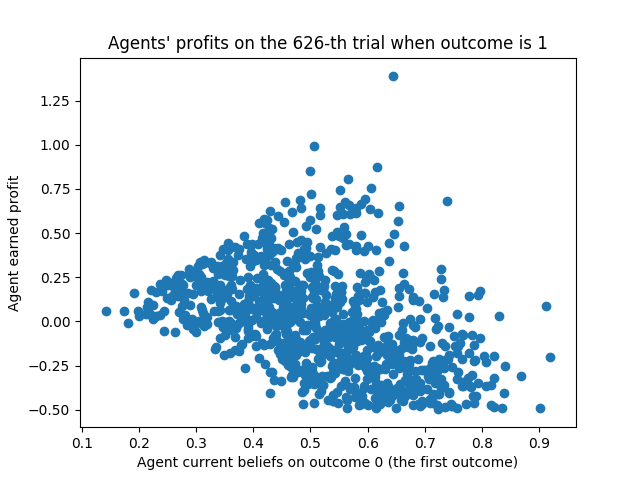 Agents' profits on the 626-th trial when outcome is 1
1.25
1.00
0.75
0.50
0.25
0.00
−0.25
−0.50
Agent earned profit
0.1 0.2 0.3 0.4 0.5 0.6 0.7 0.8 0.9
Agent current beliefs on outcome 0 (the first outcome)